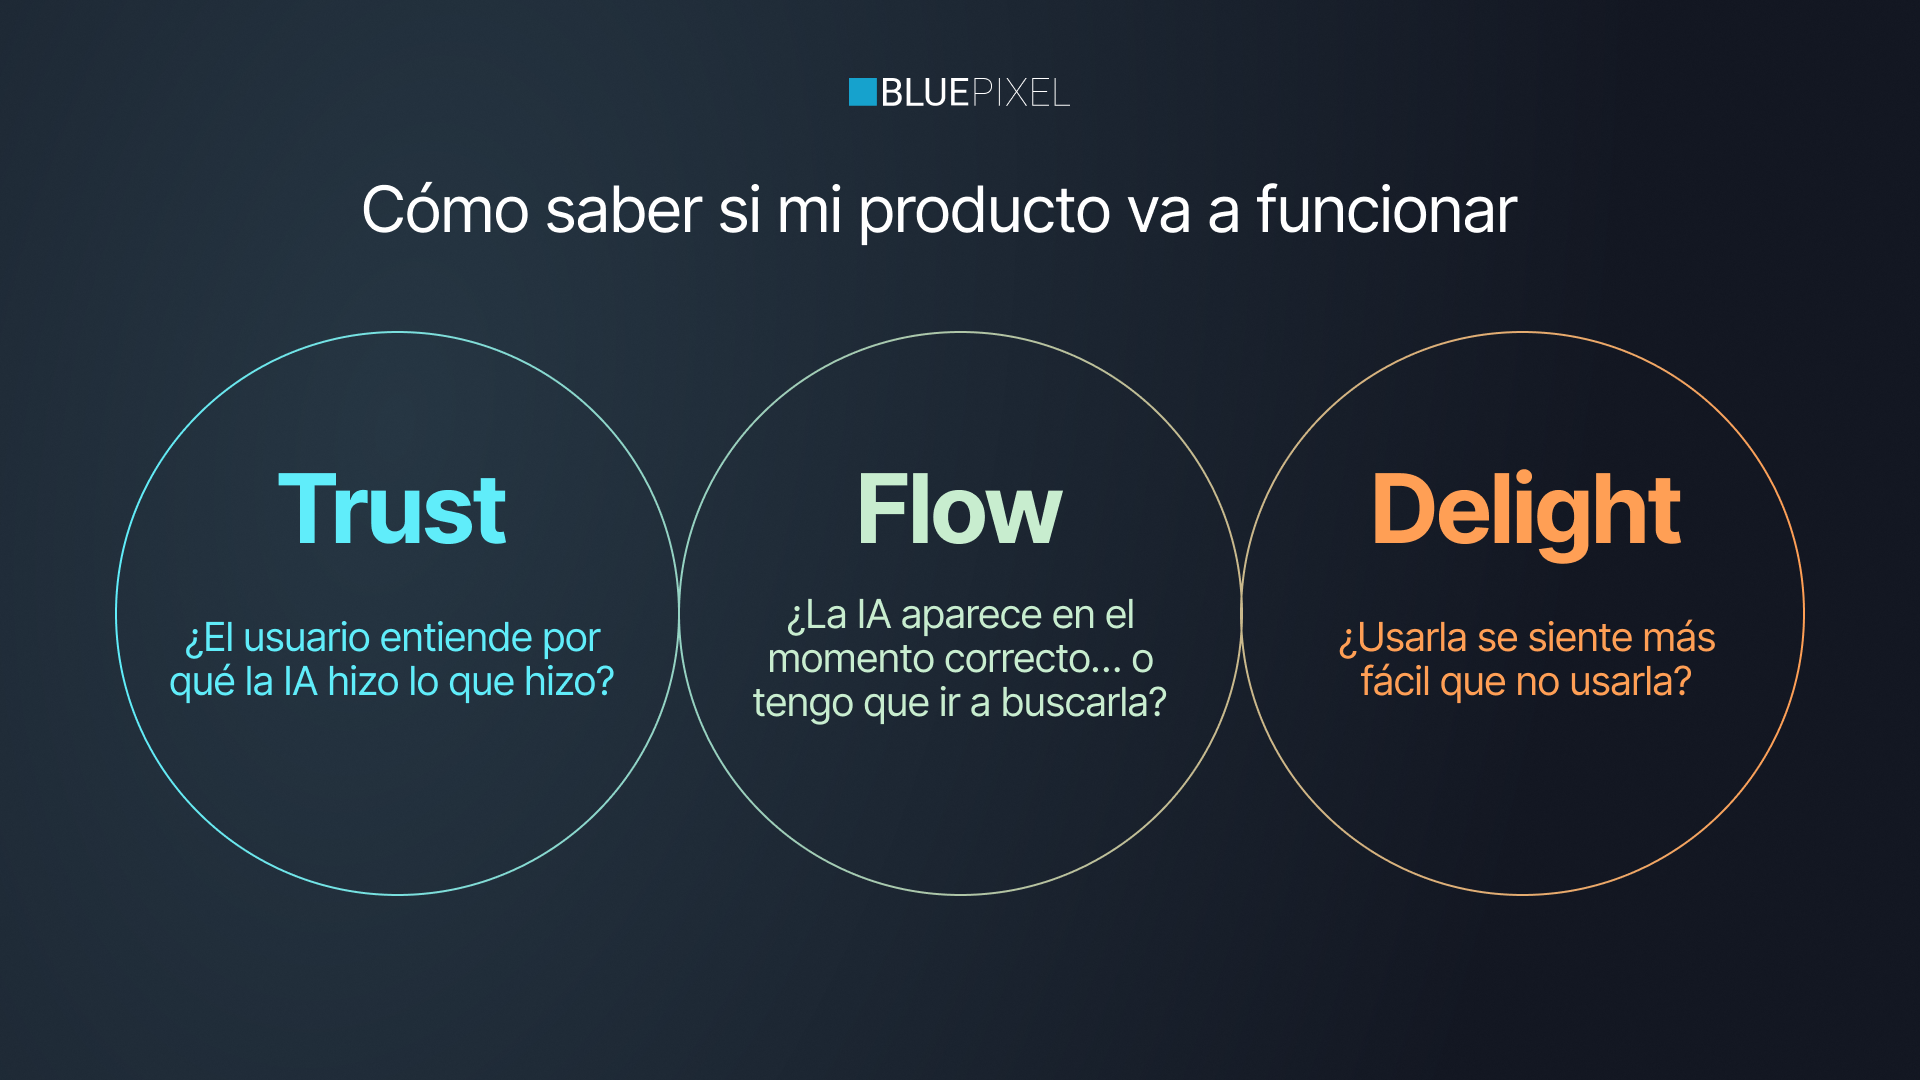 BLUEPIXEL
Cómo saber si mi producto va a funcionar
Trust
¿El usuario entiende por
qué la IA hizo lo que hizo?
Flow
¿La IA aparece en el
momento correcto... o
tengo que ir a buscarla?
Delight
¿Usarla se siente más
fácil que no usarla?